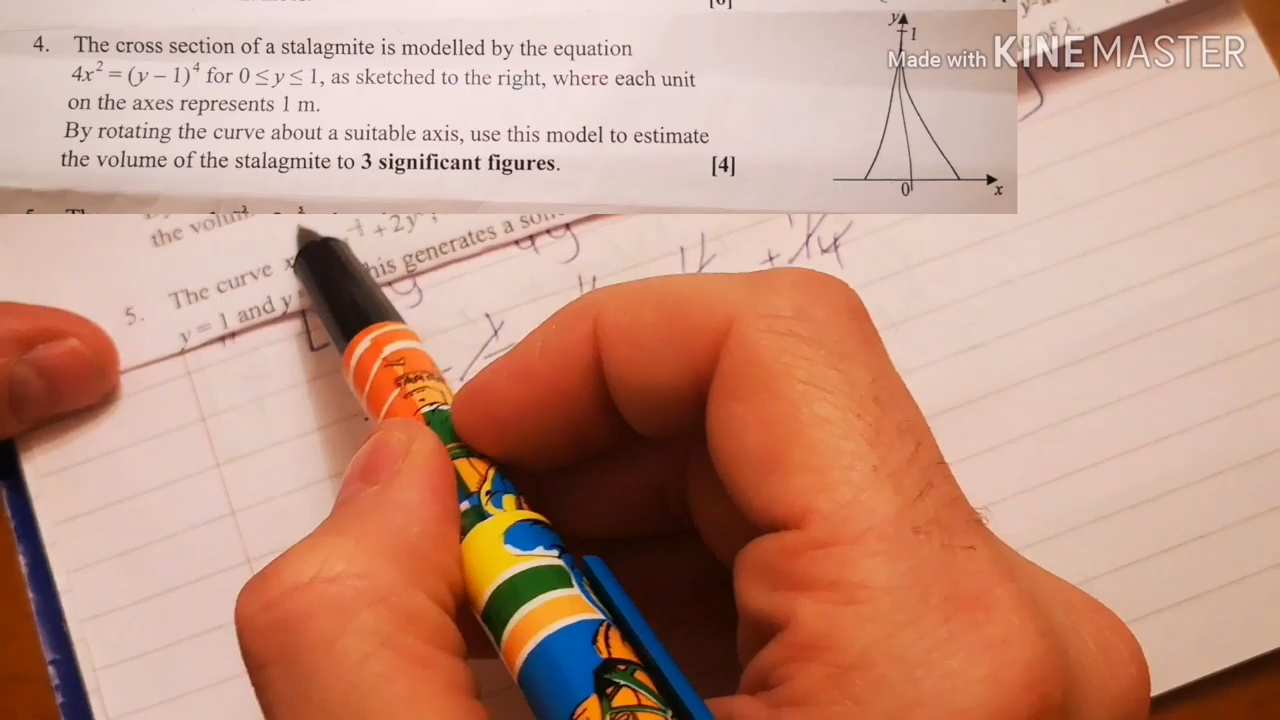 [6]
4. The cross section of a stalagmite is modelled by the equation
4x² = (y – 1)⁴ for 0 ≤ y ≤ 1, as sketched to the right, where each unit
on the axes represents 1 m.
By rotating the curve about a suitable axis, use this model to estimate
the volume of the stalagmite to 3 significant figures.
[4]
y
1
0
x
Made with KINEMASTER
the
5. The curve
his generates a
y = 1 and y